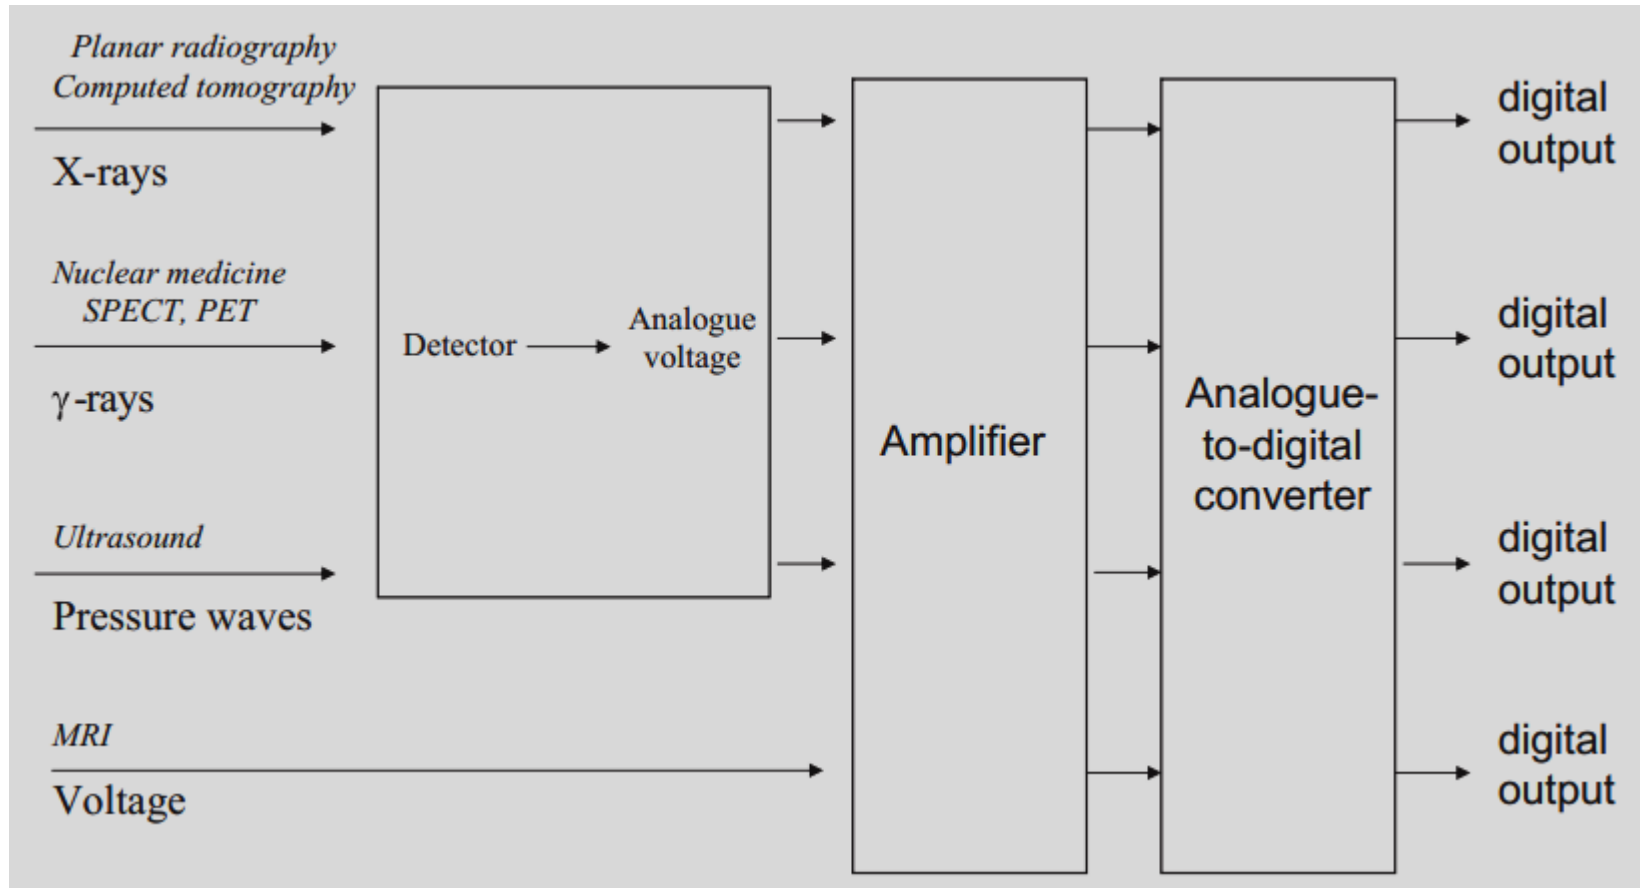 Planar radiography
Computed tomography
X-rays
Nuclear medicine
SPECT, PET
γ-rays
Ultrasound
Pressure waves
MRI
Voltage
Detector
Analogue
voltage
Amplifier
Analogue-
to-digital
converter
digital
output
digital
output
digital
output
digital
output